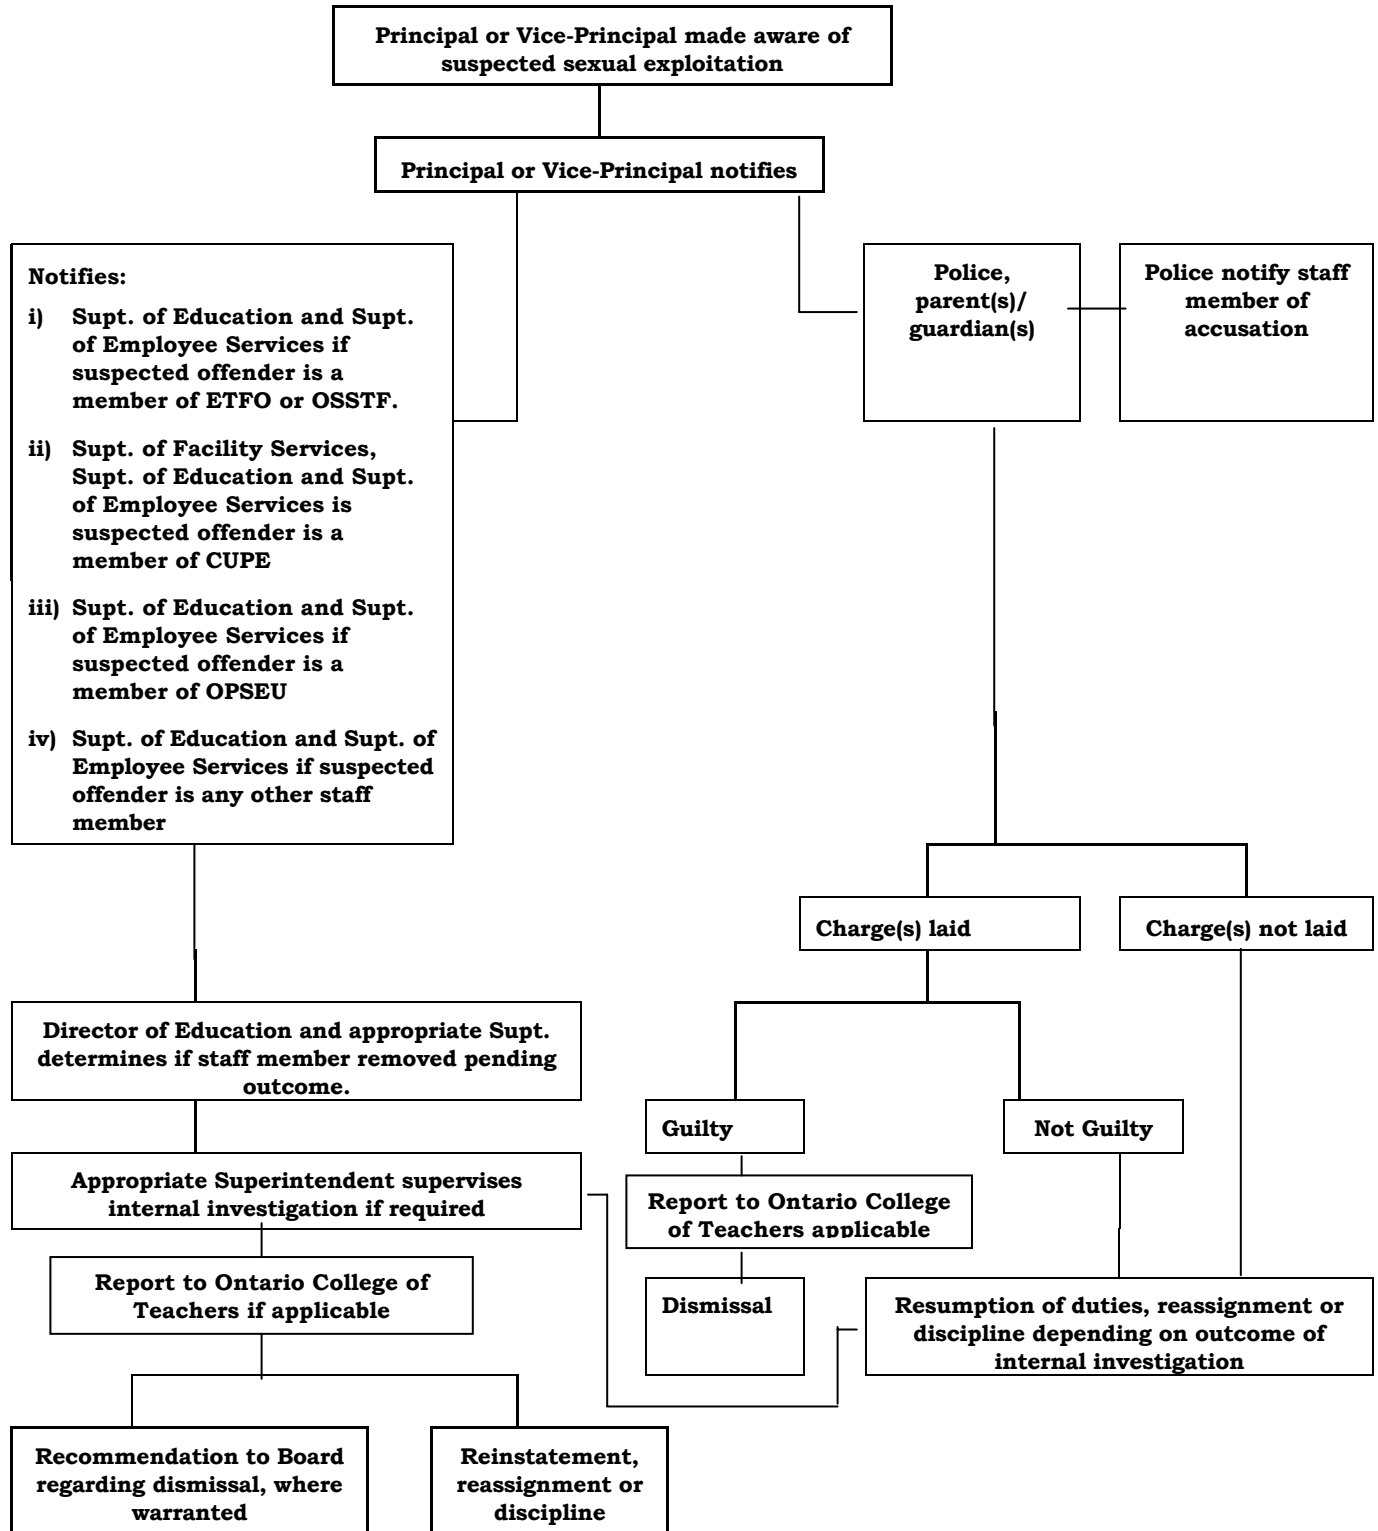 Principal or Vice-Principal made aware of
suspected sexual exploitation
Principal or Vice-Principal notifies
Notifies:
i) Supt. of Education and Supt.
of Employee Services if
suspected offender is a
member of ETFO or OSSTF.
ii) Supt. of Facility Services,
Supt. of Education and Supt.
of Employee Services is
suspected offender is a
member of CUPE
iii) Supt. of Education and Supt.
of Employee Services if
suspected offender is a
member of OPSEU
iv) Supt. of Education and Supt. of
Employee Services if suspected
offender is any other staff
member
Police,
parent(s)/
guardian(s)
Police notify staff
member of
accusation
Charge(s) laid
Charge(s) not laid
Director of Education and appropriate Supt.
determines if staff member removed pending
outcome.
Guilty
Not Guilty
Appropriate Superintendent supervises
internal investigation if required
Report to Ontario College
of Teachers applicable
Report to Ontario College of
Teachers if applicable
Dismissal
Resumption of duties, reassignment or
discipline depending on outcome of
internal investigation
Recommendation to Board
regarding dismissal, where
warranted
Reinstatement,
reassignment or
discipline